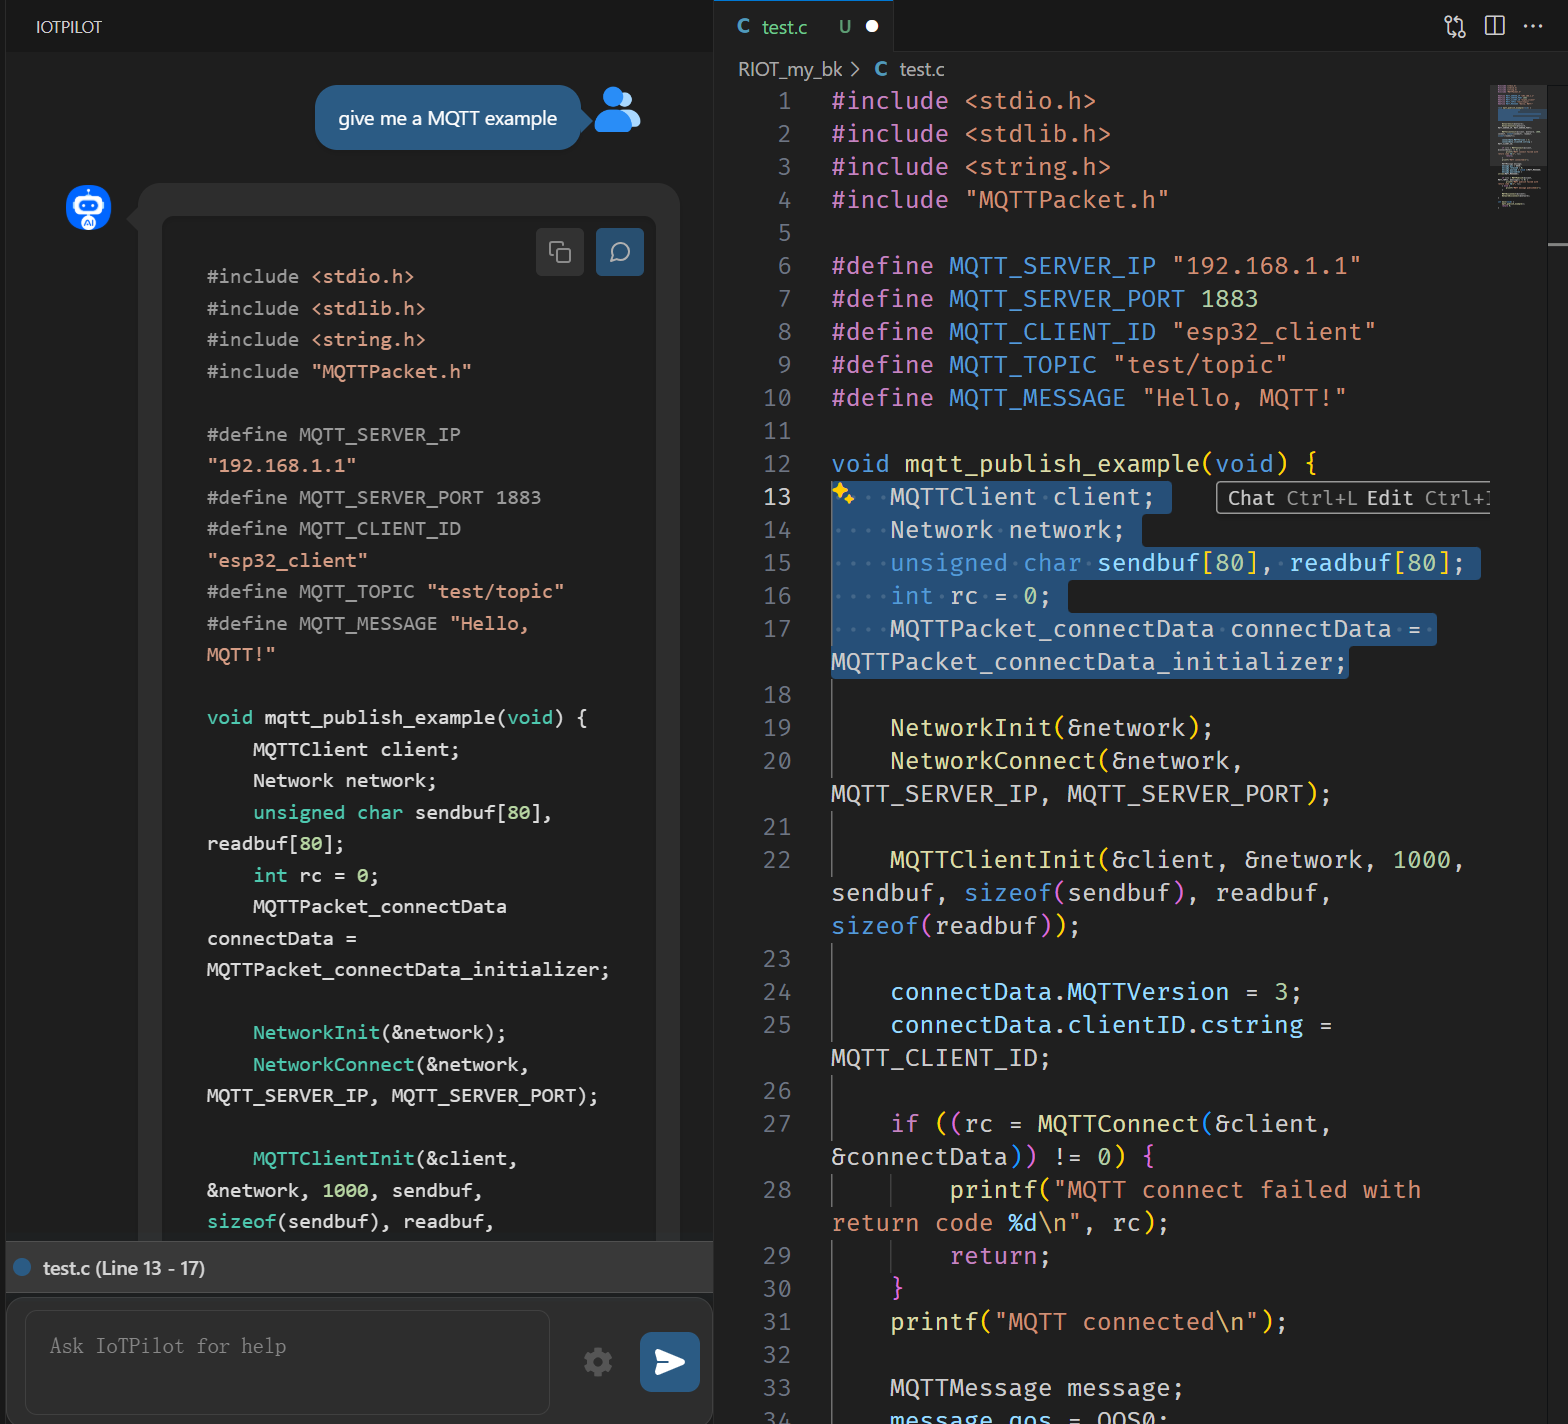 IOTPILOT
give me a MQTT example
AI
#include <stdio.h>
#include <stdlib.h>
#include <string.h>
#include "MQTTPacket.h"
#define MQTT_SERVER_IP
"192.168.1.1"
#define MQTT_SERVER_PORT 1883
#define MQTT_CLIENT_ID
"esp32_client"
#define MQTT_TOPIC "test/topic"
#define MQTT_MESSAGE "Hello,
MQTT!"
void mqtt_publish_example(void) {
MQTTClient client;
Network network;
unsigned char sendbuf[80],
readbuf[80];
int rc = 0;
MQTTPacket_connectData
connectData =
MQTTPacket_connectData_initializer;
NetworkInit(&network);
NetworkConnect(&network,
MQTT_SERVER_IP, MQTT_SERVER_PORT);
MQTTClientInit(&client,
&network, 1000, sendbuf,
sizeof(sendbuf), readbuf,
test.c (Line 13 - 17)
Ask IoTPilot for help
C test.c U
RIOT_my_bk > C test.c
1 #include <stdio.h>
2 #include <stdlib.h>
3 #include <string.h>
4 #include "MQTTPacket.h"
5
6 #define MQTT_SERVER_IP "192.168.1.1"
7 #define MQTT_SERVER_PORT 1883
8 #define MQTT_CLIENT_ID "esp32_client"
9 #define MQTT_TOPIC "test/topic"
10 #define MQTT_MESSAGE "Hello, MQTT!"
11
12 void mqtt_publish_example(void) {
13 MQTTClient client; Chat Ctrl+L Edit Ctrl+I
14 Network network;
15 unsigned char sendbuf[80], readbuf[80];
16 int rc = 0;
17 MQTTPacket_connectData connectData =
MQTTPacket_connectData_initializer;
18
19 NetworkInit(&network);
20 NetworkConnect(&network,
MQTT_SERVER_IP, MQTT_SERVER_PORT);
21
22 MQTTClientInit(&client, &network, 1000,
sendbuf, sizeof(sendbuf), readbuf,
sizeof(readbuf));
23
24 connectData.MQTTVersion = 3;
25 connectData.clientID.cstring =
MQTT_CLIENT_ID;
26
27 if ((rc = MQTTConnect(&client,
&connectData)) != 0) {
28 printf("MQTT connect failed with
return code %d\n", rc);
29 return;
30 }
31 printf("MQTT connected\n");
32
33 MQTTMessage message;
34 message.qos = QOS0;